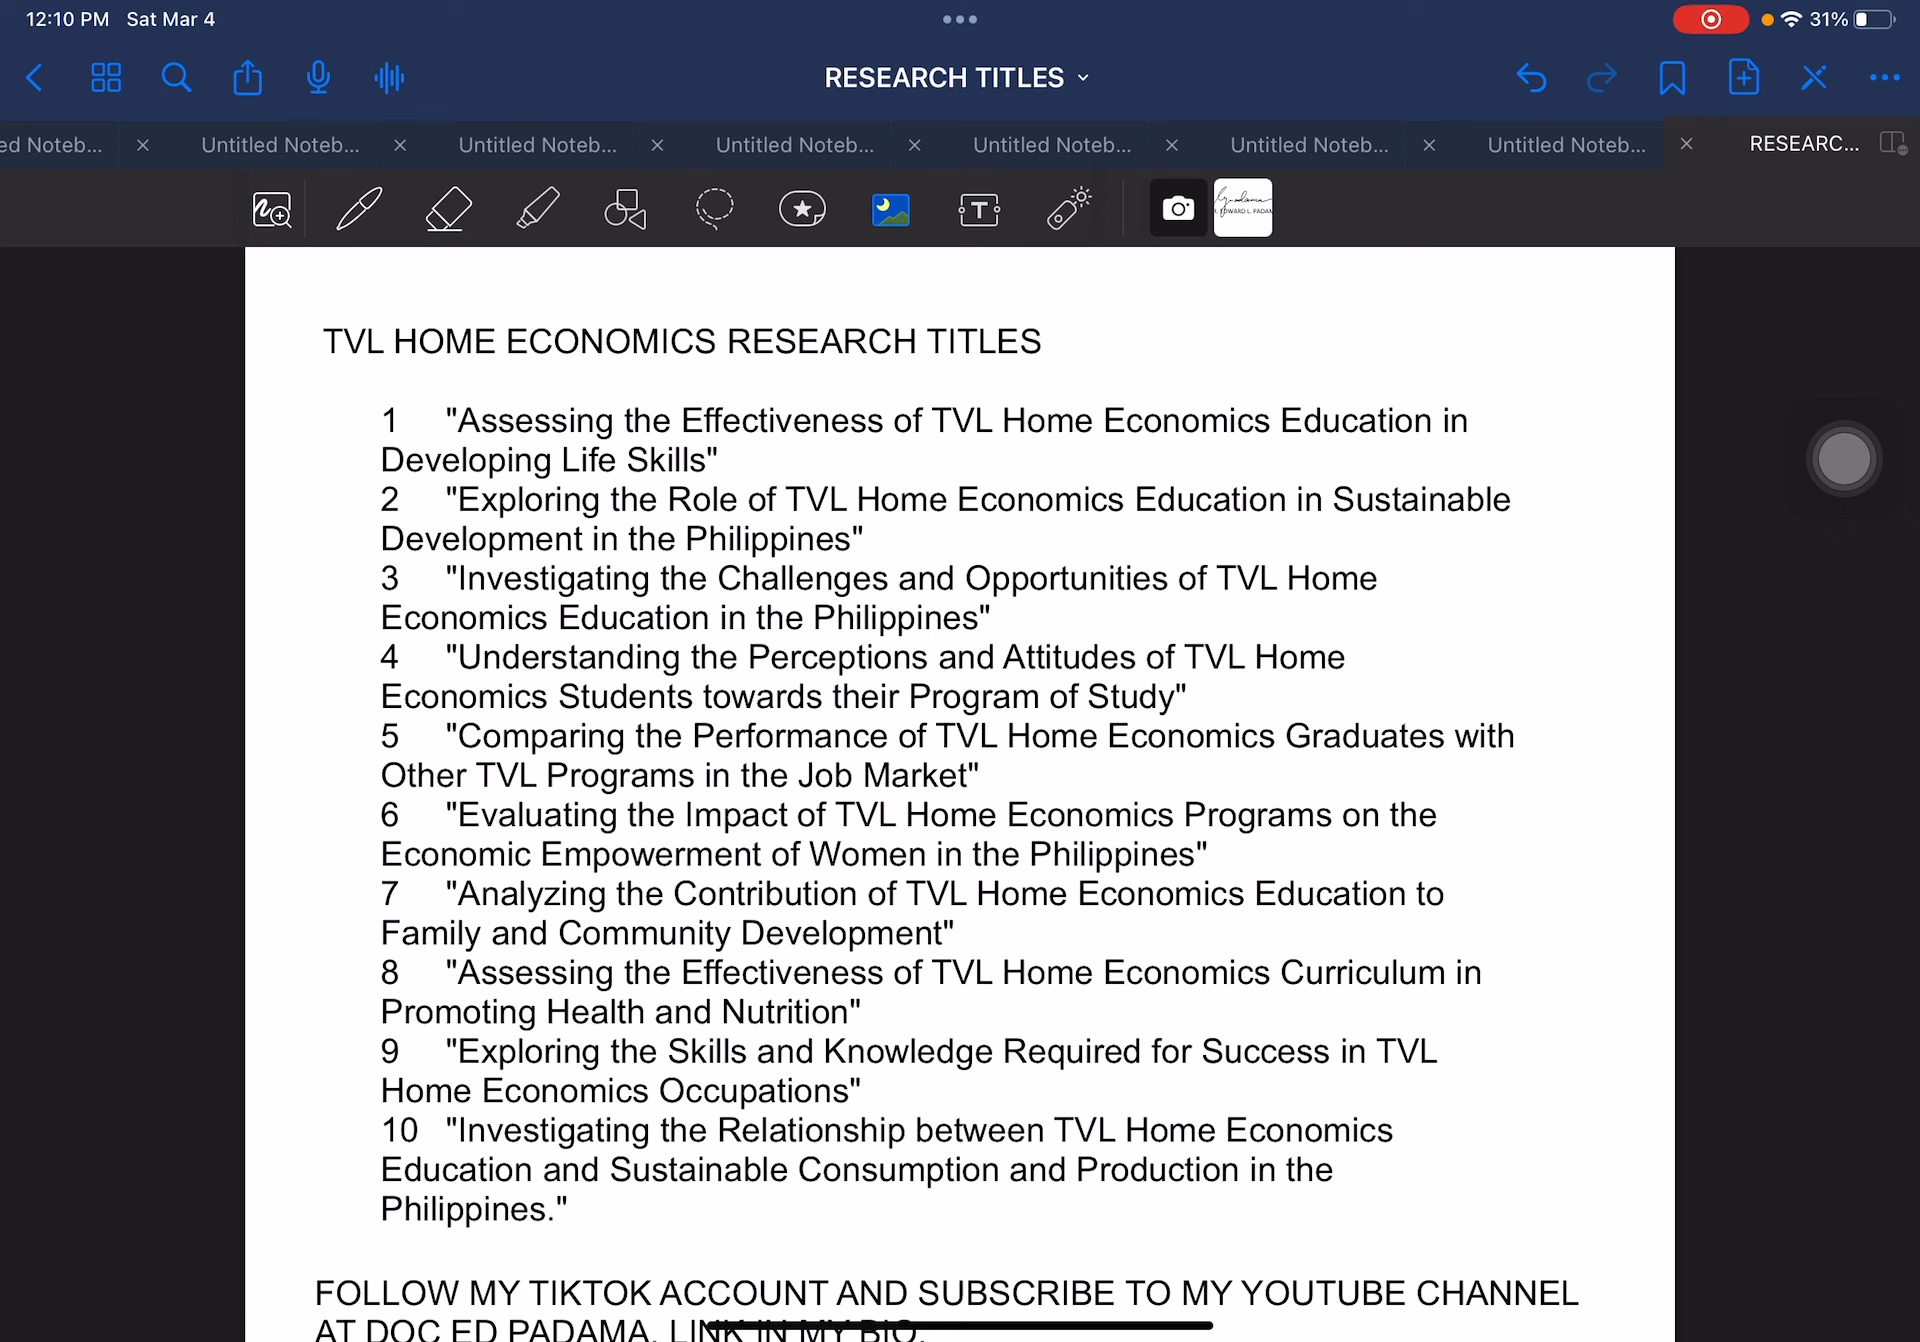 12:10 PM Sat Mar 4
31%
RESEARCH TITLES
ed Noteb... Untitled Noteb... Untitled Noteb... Untitled Noteb... Untitled Noteb... Untitled Noteb... Untitled Noteb... RESEARC...
T
EDWARD L. PADAM
TVL HOME ECONOMICS RESEARCH TITLES
1 "Assessing the Effectiveness of TVL Home Economics Education in
Developing Life Skills"
2 "Exploring the Role of TVL Home Economics Education in Sustainable
Development in the Philippines"
3 "Investigating the Challenges and Opportunities of TVL Home
Economics Education in the Philippines"
4 "Understanding the Perceptions and Attitudes of TVL Home
Economics Students towards their Program of Study"
5 "Comparing the Performance of TVL Home Economics Graduates with
Other TVL Programs in the Job Market"
6 "Evaluating the Impact of TVL Home Economics Programs on the
Economic Empowerment of Women in the Philippines"
7 "Analyzing the Contribution of TVL Home Economics Education to
Family and Community Development"
8 "Assessing the Effectiveness of TVL Home Economics Curriculum in
Promoting Health and Nutrition"
9 "Exploring the Skills and Knowledge Required for Success in TVL
Home Economics Occupations"
10 "Investigating the Relationship between TVL Home Economics
Education and Sustainable Consumption and Production in the
Philippines."
FOLLOW MY TIKTOK ACCOUNT AND SUBSCRIBE TO MY YOUTUBE CHANNEL
AT DOC ED PADAMA. LINK IN MY BIO.